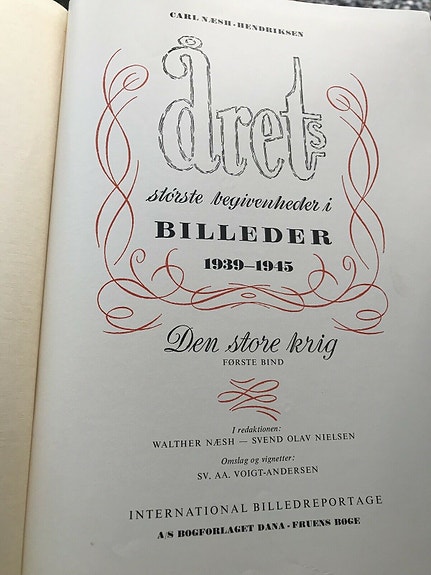 CARL NÆSH-HENDRIKSEN
Årets
største begivenheder i
BILLEDER
1939–1945
Den store krig
FØRSTE BIND
I redaktionen:
WALTHER NÆSH — SVEND OLAV NIELSEN
Omslag og vignetter:
SV. AA. VOIGT-ANDERSEN
INTERNATIONAL BILLEDREPORTAGE
A/S BOGFORLAGET DANA - FRUENS BØGE